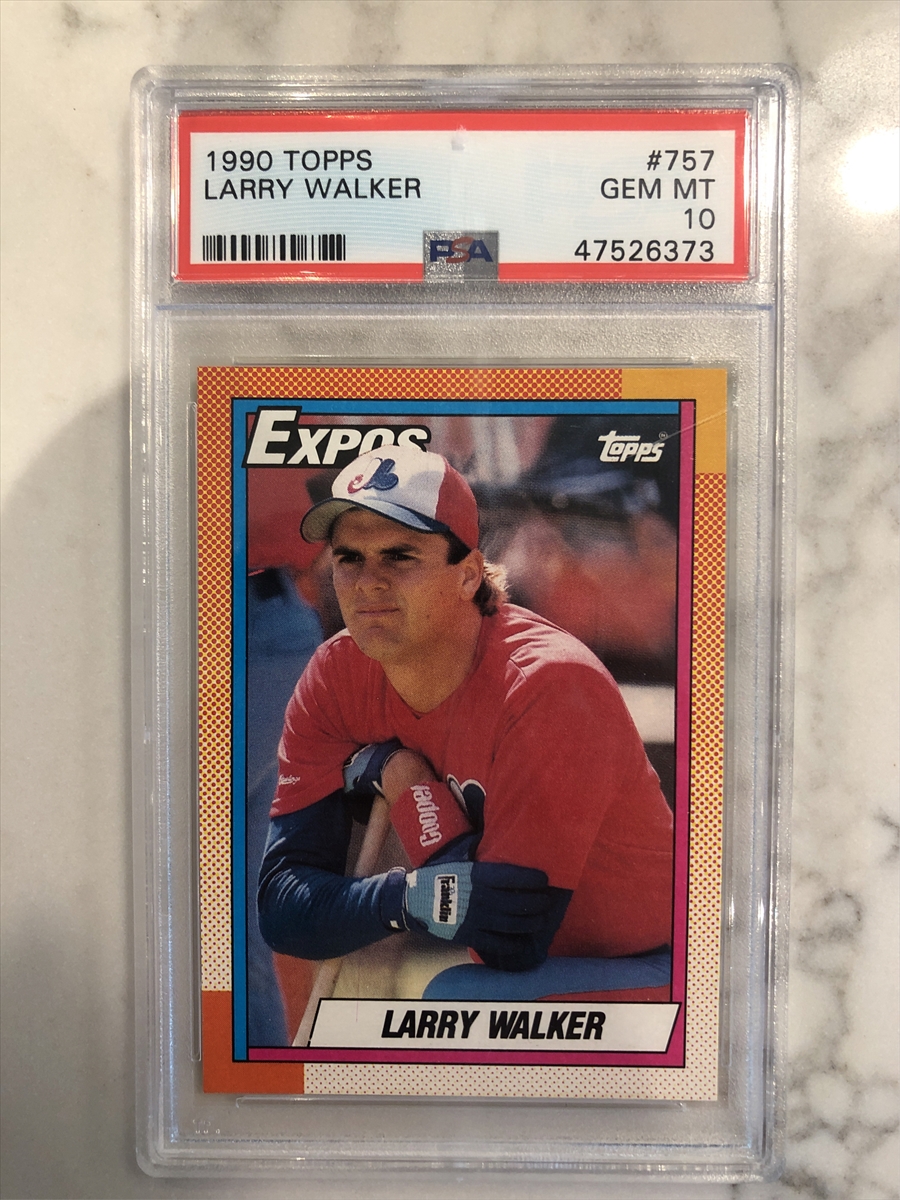 1990 TOPPS #757
LARRY WALKER GEM MT
10
PSA 47526373
EXPOS
topps
Cooper
Franklin
LARRY WALKER